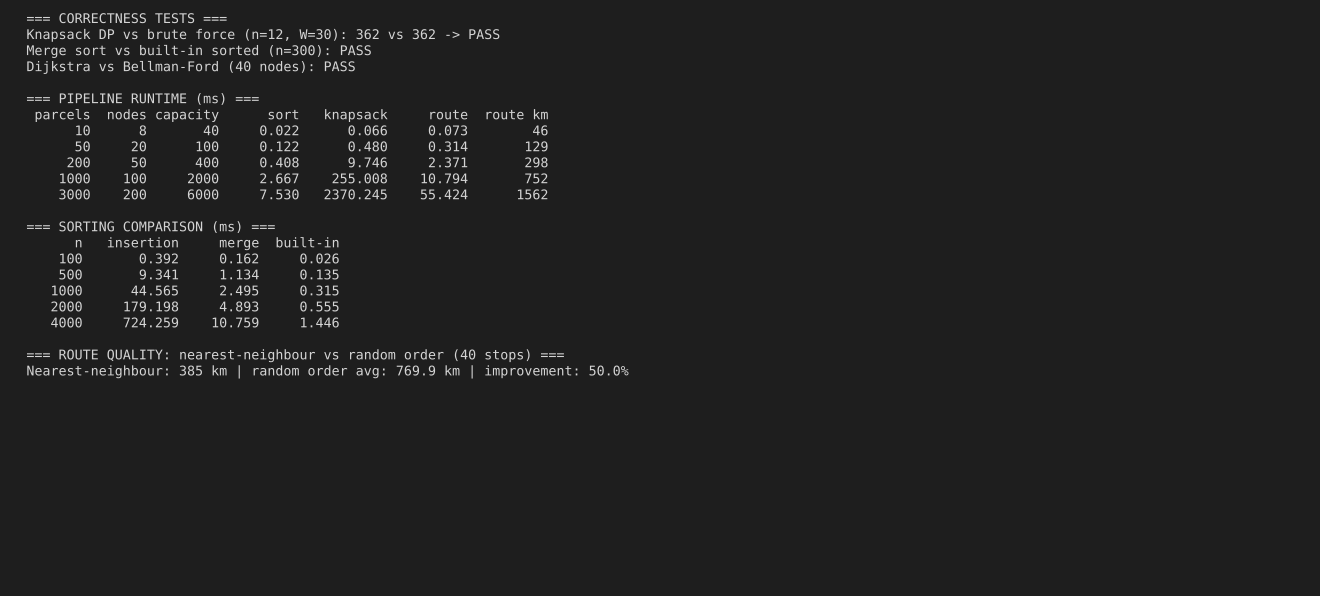 === CORRECTNESS TESTS ===
Knapsack DP vs brute force (n=12, W=30): 362 vs 362 -> PASS
Merge sort vs built-in sorted (n=300): PASS
Dijkstra vs Bellman-Ford (40 nodes): PASS
=== PIPELINE RUNTIME (ms) ===
parcels nodes capacity sort knapsack route route km
10 8 40 0.022 0.066 0.073 46
50 20 100 0.122 0.480 0.314 129
200 50 400 0.408 9.746 2.371 298
1000 100 2000 2.667 255.008 10.794 752
3000 200 6000 7.530 2370.245 55.424 1562
=== SORTING COMPARISON (ms) ===
n insertion merge built-in
100 0.392 0.162 0.026
500 9.341 1.134 0.135
1000 44.565 2.495 0.315
2000 179.198 4.893 0.555
4000 724.259 10.759 1.446
=== ROUTE QUALITY: nearest-neighbour vs random order (40 stops) ===
Nearest-neighbour: 385 km | random order avg: 769.9 km | improvement: 50.0%